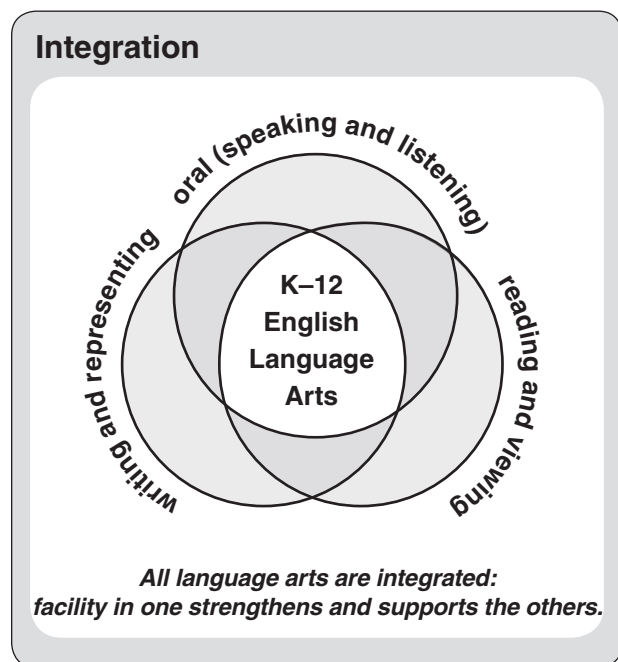 Integration
oral (speaking and listening)
writing and representing
reading and viewing
K–12
English
Language
Arts
All language arts are integrated:
facility in one strengthens and supports the others.